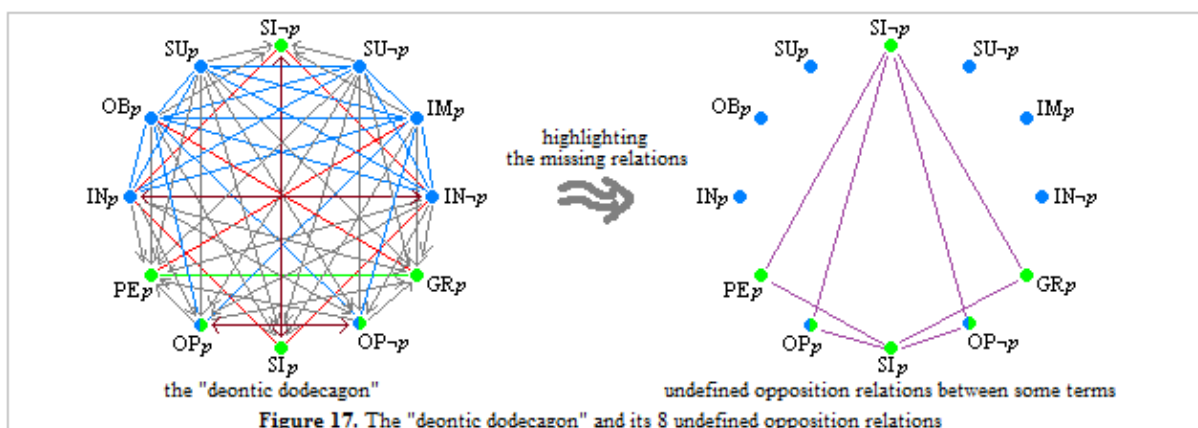 SI¬p
SUp
SU¬p
OBp
IMp
INp
IN¬p
PEp
GRp
OPp
OP¬p
SIp
the "deontic dodecagon"
highlighting
the missing relations
SI¬p
SUp
SU¬p
OBp
IMp
INp
IN¬p
PEp
GRp
OPp
OP¬p
SIp
undefined opposition relations between some terms
Figure 17. The "deontic dodecagon" and its 8 undefined opposition relations